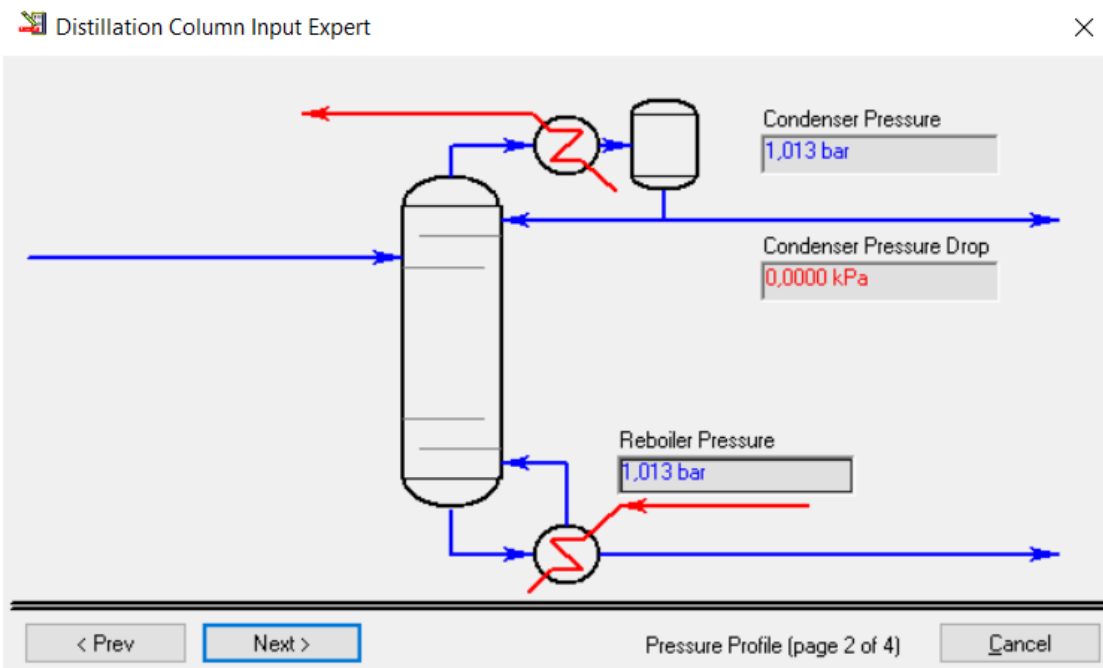 Distillation Column Input Expert
Condenser Pressure
1,013 bar
Condenser Pressure Drop
0,0000 kPa
Reboiler Pressure
1,013 bar
< Prev
Next >
Pressure Profile (page 2 of 4)
Cancel